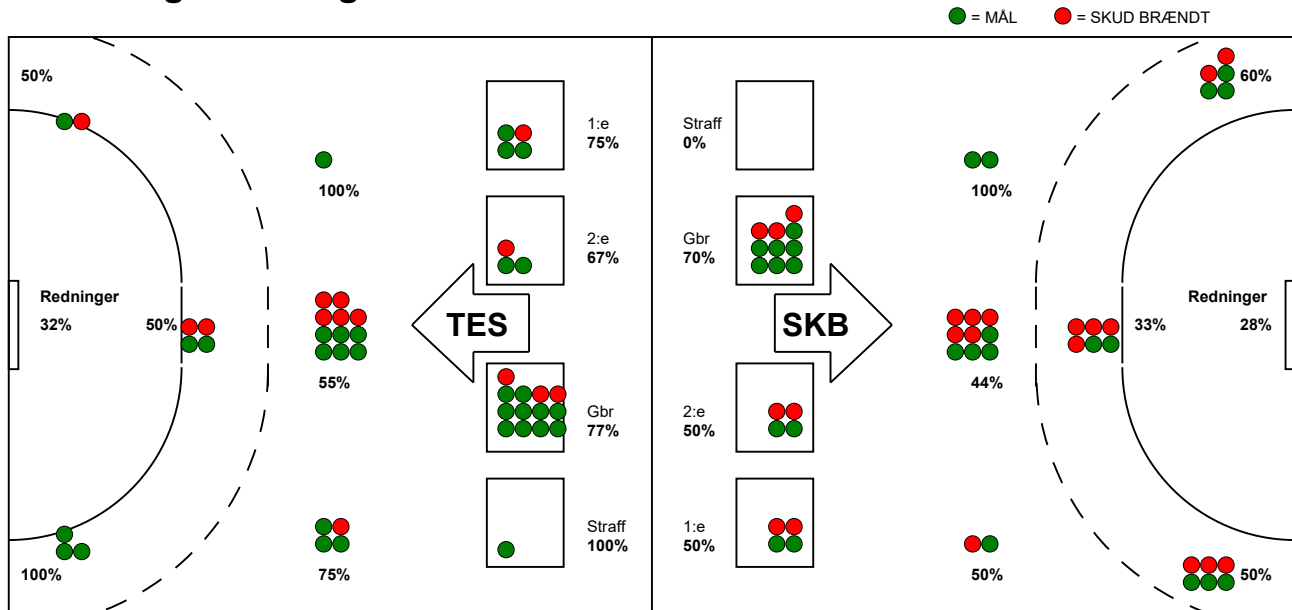 = MÅL
= SKUD BRÆNDT
50%
100%
1:e
75%
2:e
67%
Redninger
32%
50%
55%
TES
Gbr
77%
Straff
100%
100%
75%
Straff
0%
Gbr
70%
SKB
2:e
50%
1:e
50%
60%
100%
Redninger
28%
33%
44%
50%
50%